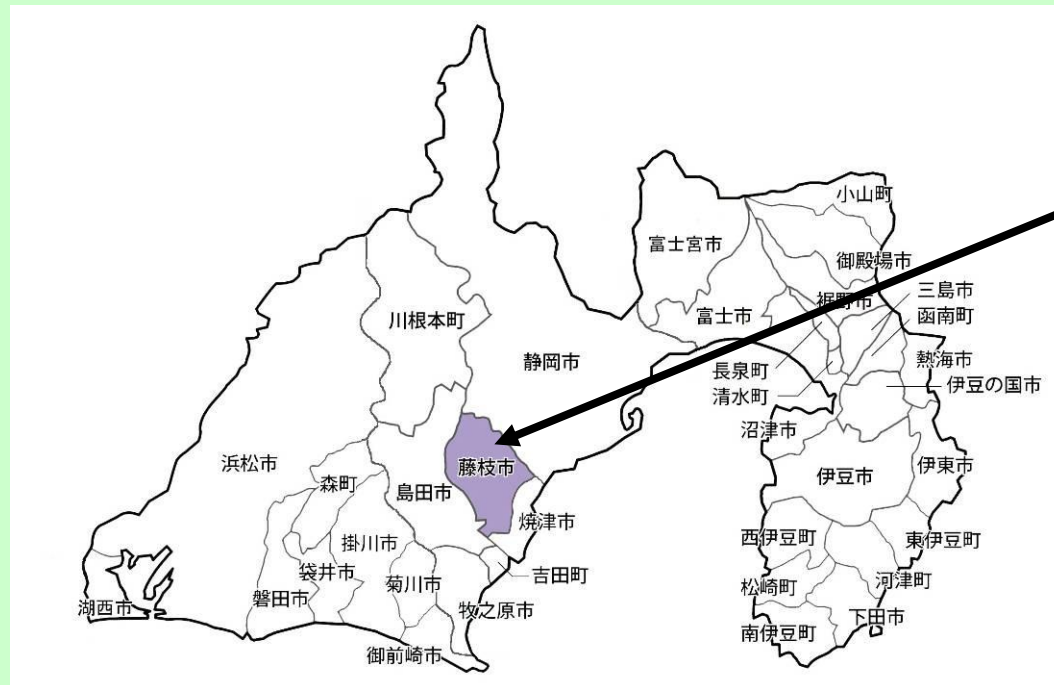 小山町
富士宮市
御殿場市
三島市
裾野市
川根本町
富士市
函南町
静岡市
熱海市
長泉町
伊豆の国市
清水町
沼津市
浜松市
藤枝市
伊東市
森町
島田市
伊豆市
焼津市
掛川市
西伊豆町
東伊豆町
袋井市
吉田町
菊川市
松崎町
河津町
磐田市
湖西市
牧之原市
下田市
南伊豆町
御前崎市